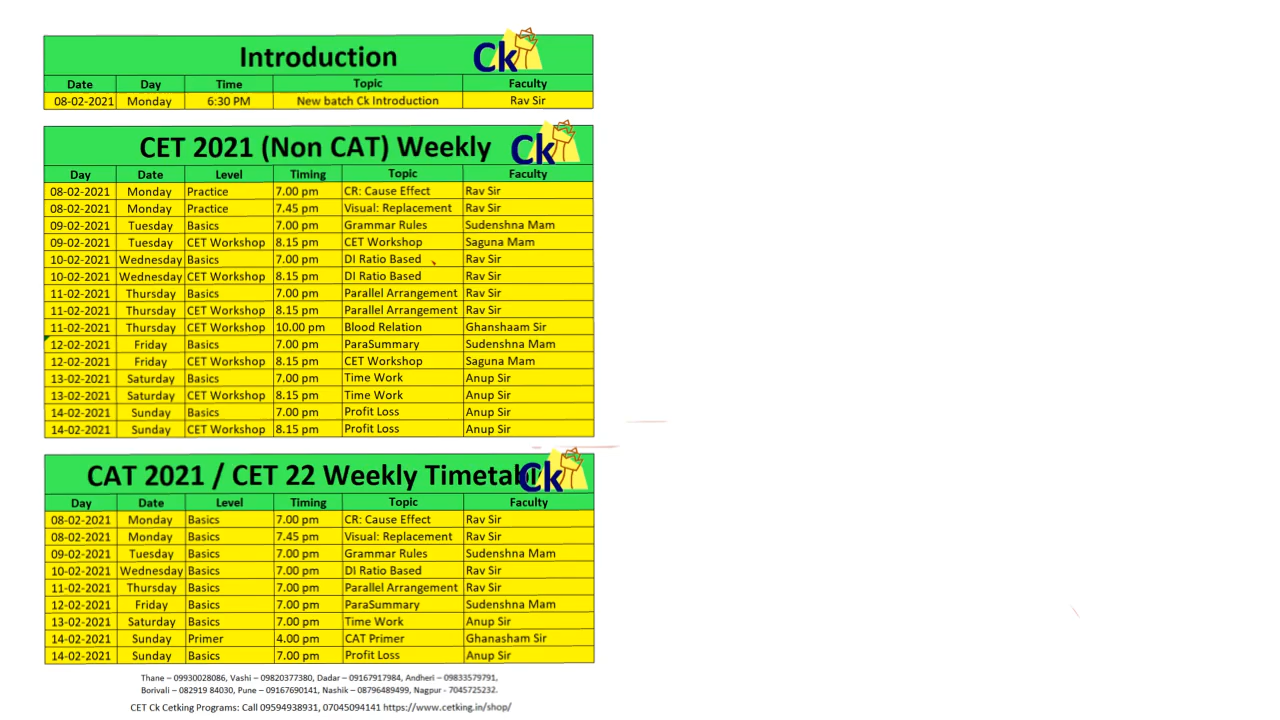 Introduction Ck
Date Day Time Topic Faculty
08-02-2021 Monday 6:30 PM New batch Ck Introduction Rav Sir
CET 2021 (Non CAT) Weekly Ck
Day Date Level Timing Topic Faculty
08-02-2021 Monday Practice 7.00 pm CR: Cause Effect Rav Sir
08-02-2021 Monday Practice 7.45 pm Visual: Replacement Rav Sir
09-02-2021 Tuesday Basics 7.00 pm Grammar Rules Sudenshna Mam
09-02-2021 Tuesday CET Workshop 8.15 pm CET Workshop Saguna Mam
10-02-2021 Wednesday Basics 7.00 pm DI Ratio Based Rav Sir
10-02-2021 Wednesday CET Workshop 8.15 pm DI Ratio Based Rav Sir
11-02-2021 Thursday Basics 7.00 pm Parallel Arrangement Rav Sir
11-02-2021 Thursday CET Workshop 8.15 pm Parallel Arrangement Rav Sir
11-02-2021 Thursday CET Workshop 10.00 pm Blood Relation Ghanshaam Sir
12-02-2021 Friday Basics 7.00 pm ParaSummary Sudenshna Mam
12-02-2021 Friday CET Workshop 8.15 pm CET Workshop Saguna Mam
13-02-2021 Saturday Basics 7.00 pm Time Work Anup Sir
13-02-2021 Saturday CET Workshop 8.15 pm Time Work Anup Sir
14-02-2021 Sunday Basics 7.00 pm Profit Loss Anup Sir
14-02-2021 Sunday CET Workshop 8.15 pm Profit Loss Anup Sir
CAT 2021 / CET 22 Weekly Timetabl Ck
Day Date Level Timing Topic Faculty
08-02-2021 Monday Basics 7.00 pm CR: Cause Effect Rav Sir
08-02-2021 Monday Basics 7.45 pm Visual: Replacement Rav Sir
09-02-2021 Tuesday Basics 7.00 pm Grammar Rules Sudenshna Mam
10-02-2021 Wednesday Basics 7.00 pm DI Ratio Based Rav Sir
11-02-2021 Thursday Basics 7.00 pm Parallel Arrangement Rav Sir
12-02-2021 Friday Basics 7.00 pm ParaSummary Sudenshna Mam
13-02-2021 Saturday Basics 7.00 pm Time Work Anup Sir
14-02-2021 Sunday Primer 4.00 pm CAT Primer Ghanasham Sir
14-02-2021 Sunday Basics 7.00 pm Profit Loss Anup Sir
Thane – 09930028086, Vashi – 09820377380, Dadar – 09167917984, Andheri – 09833579791,
Borivali – 082919 84030, Pune – 09167690141, Nashik – 08796489499, Nagpur - 7045725232.
CET Ck Cetking Programs: Call 09594938931, 07045094141 https://www.cetking.in/shop/